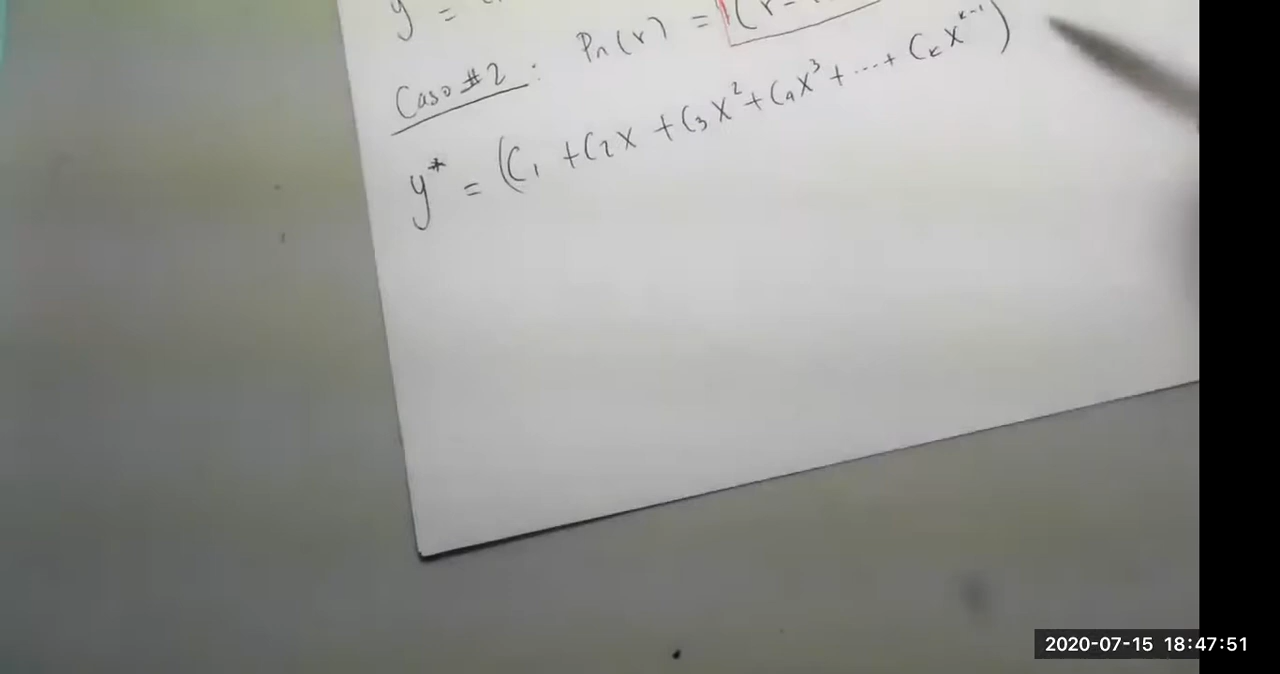 y =
Caso #2 : Pn(r) = (r-
y* = (C₁ + C₂x + C₃x² + C₄x³ + ... + Cₖx^{k-1})
2020-07-15 18:47:51